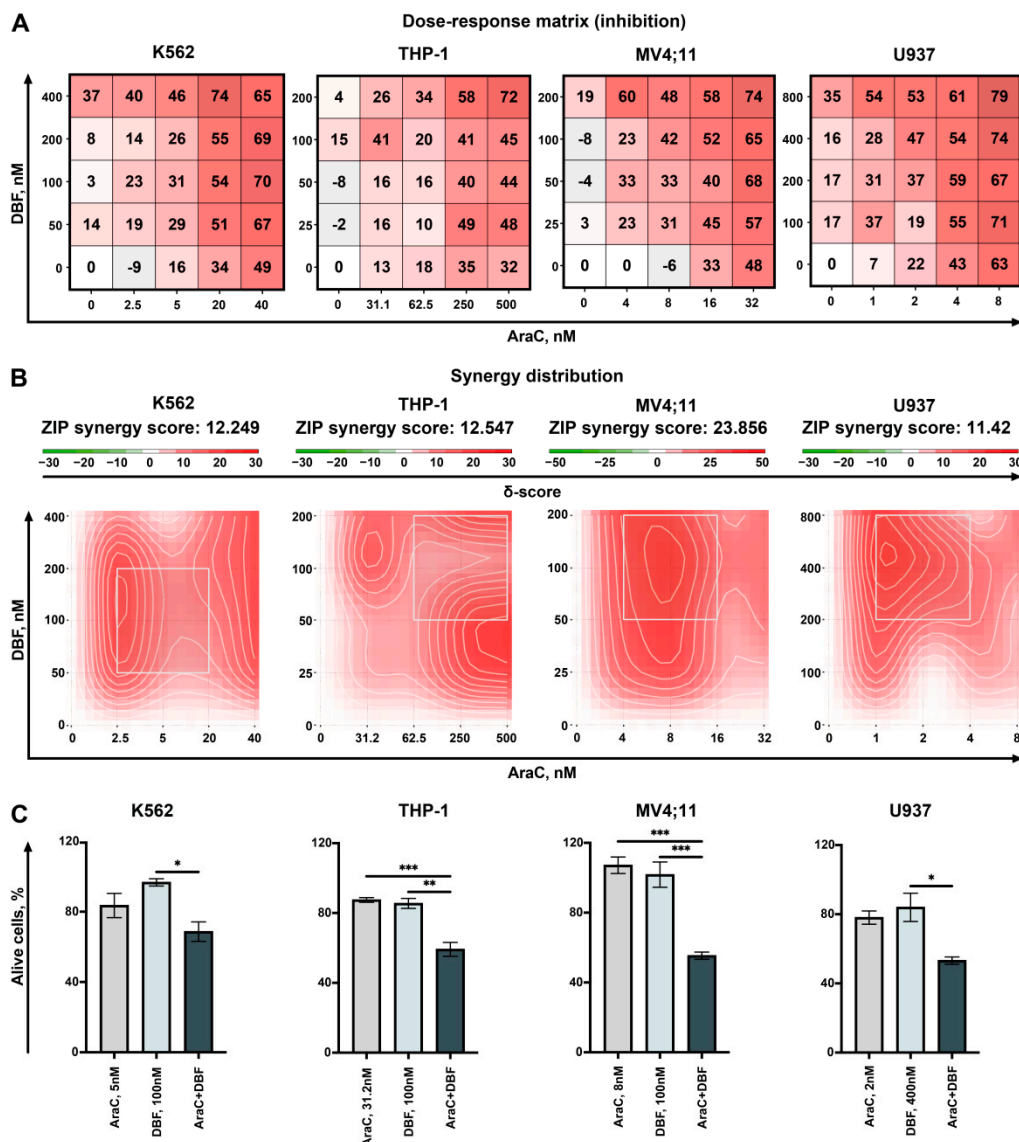 A
Dose-response matrix (inhibition)
K562 THP-1 MV4;11 U937
DBF, nM
400 37 40 46 74 65
200 8 14 26 55 69
100 3 23 31 54 70
50 14 19 29 51 67
0 0 -9 16 34 49
0 2.5 5 20 40
200 4 26 34 58 72
100 15 41 20 41 45
50 -8 16 16 40 44
25 -2 16 10 49 48
0 0 13 18 35 32
0 31.1 62.5 250 500
200 19 60 48 58 74
100 -8 23 42 52 65
50 -4 33 33 40 68
25 3 23 31 45 57
0 0 0 -6 33 48
0 4 8 16 32
800 35 54 53 61 79
400 16 28 47 54 74
200 17 31 37 59 67
100 17 37 19 55 71
0 0 7 22 43 63
0 1 2 4 8
AraC, nM
B
Synergy distribution
K562 THP-1 MV4;11 U937
ZIP synergy score: 12.249 ZIP synergy score: 12.547 ZIP synergy score: 23.856 ZIP synergy score: 11.42
−30 −20 −10 0 10 20 30
−30 −20 −10 0 10 20 30
−50 −25 0 25 50
−30 −20 −10 0 10 20 30
δ-score
DBF, nM
400
200
100
50
0
0 2.5 5 20 40
200
100
50
25
0
0 31.2 62.5 250 500
200
100
50
25
0
0 4 8 16 32
800
400
200
100
0
0 1 2 4 8
AraC, nM
C
K562 THP-1 MV4;11 U937
Alive cells, %
120
80
40
0
*
AraC, 5nM
DBF, 100nM
AraC+DBF
120
80
40
0
***
**
AraC, 31.2nM
DBF, 100nM
AraC+DBF
120
80
40
0
***
***
AraC, 8nM
DBF, 100nM
AraC+DBF
120
80
40
0
*
AraC, 2nM
DBF, 400nM
AraC+DBF